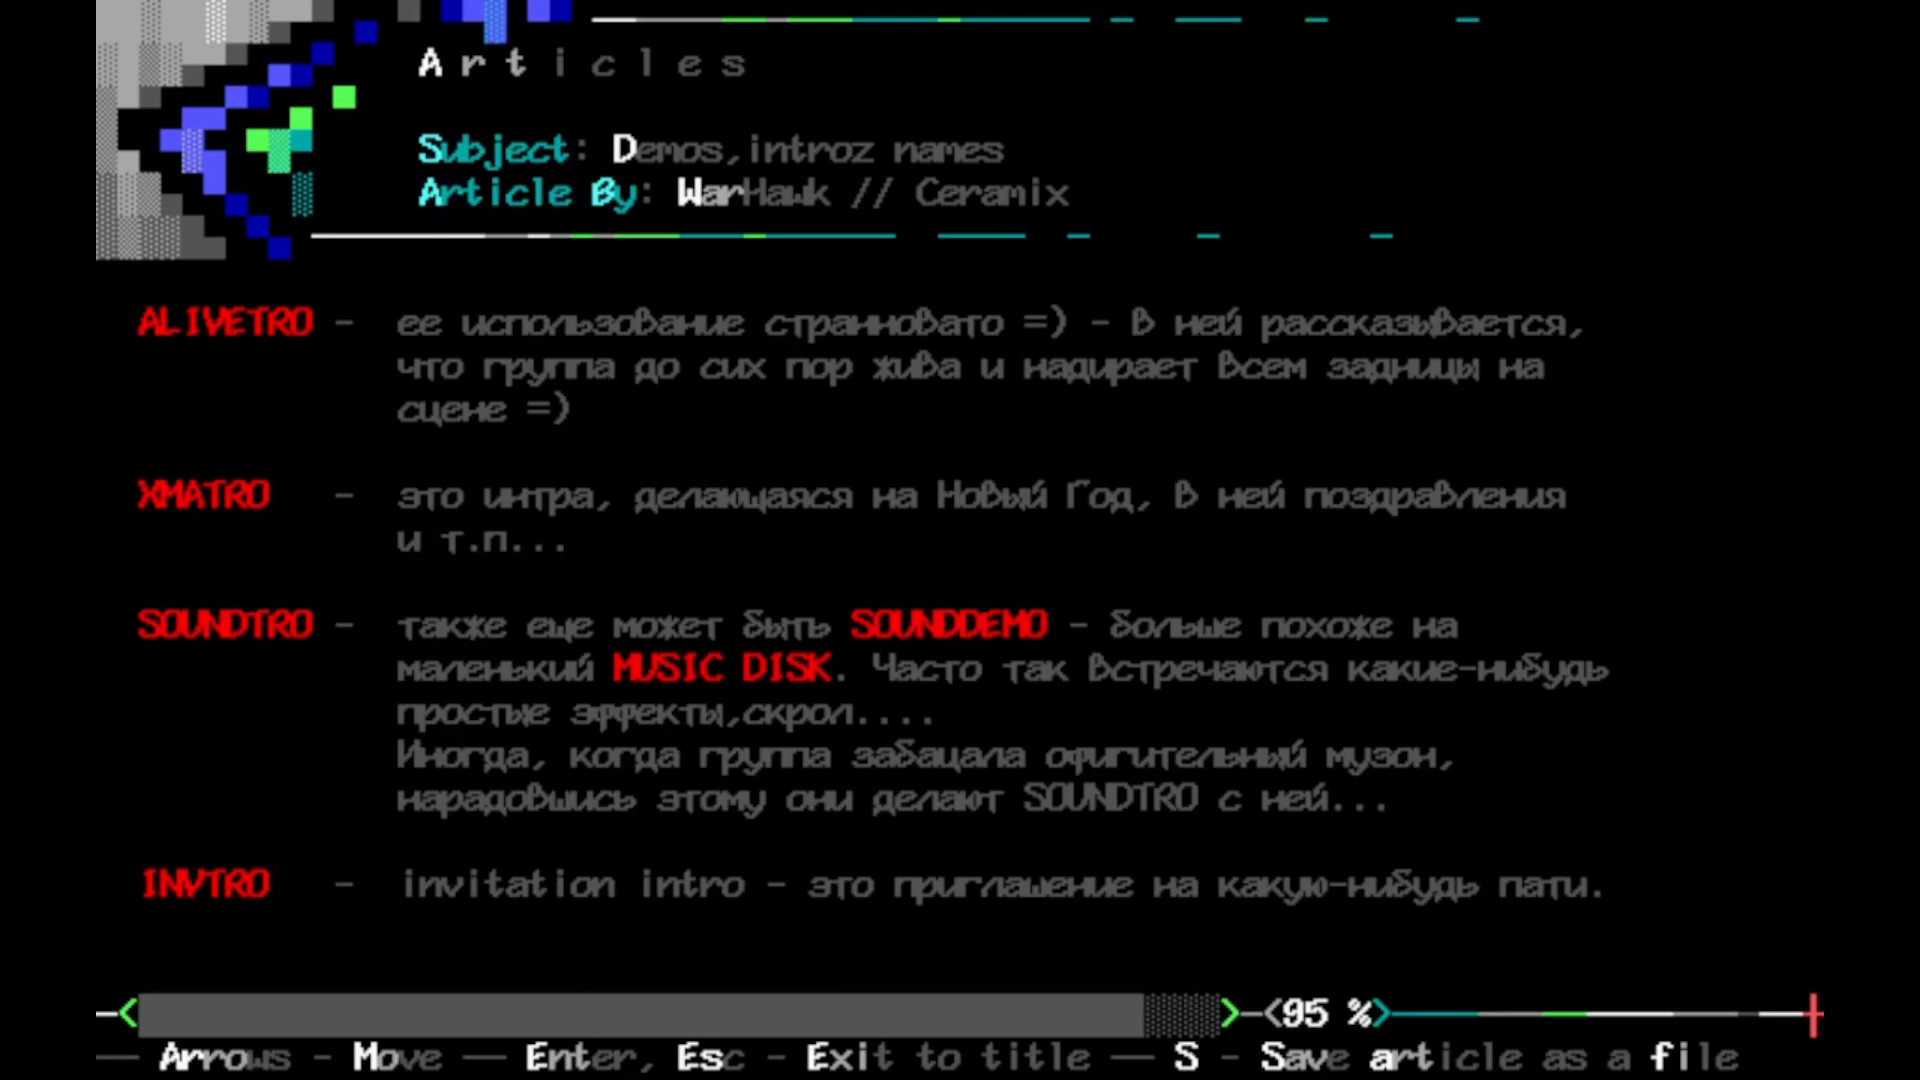 Articles
Subject: Demos,introz names
Article By: WarHawk // Ceramix
ALIVETRO - ее использование странновато =) - В ней рассказывается,
что группа до сих пор жива и надирает всем задницы на
сцене =)
XMATRO - это интра, делающаяся на Новый Год, В ней поздравления
и т.п...
SOUNDTRO - также еще может быть SOUNDDEMO - больше похоже на
маленький MUSIC DISK. Часто так встречаются какие-нибудь
простые эффекты,скрол....
Иногда, когда группа забацала офигительный музон,
нарадовшись этому они делают SOUNDTRO с ней...
INVTRO - invitation intro - это приглашение на какую-нибудь пати.
95 %
Arrows - Move — Enter, Esc - Exit to title — S - Save article as a file